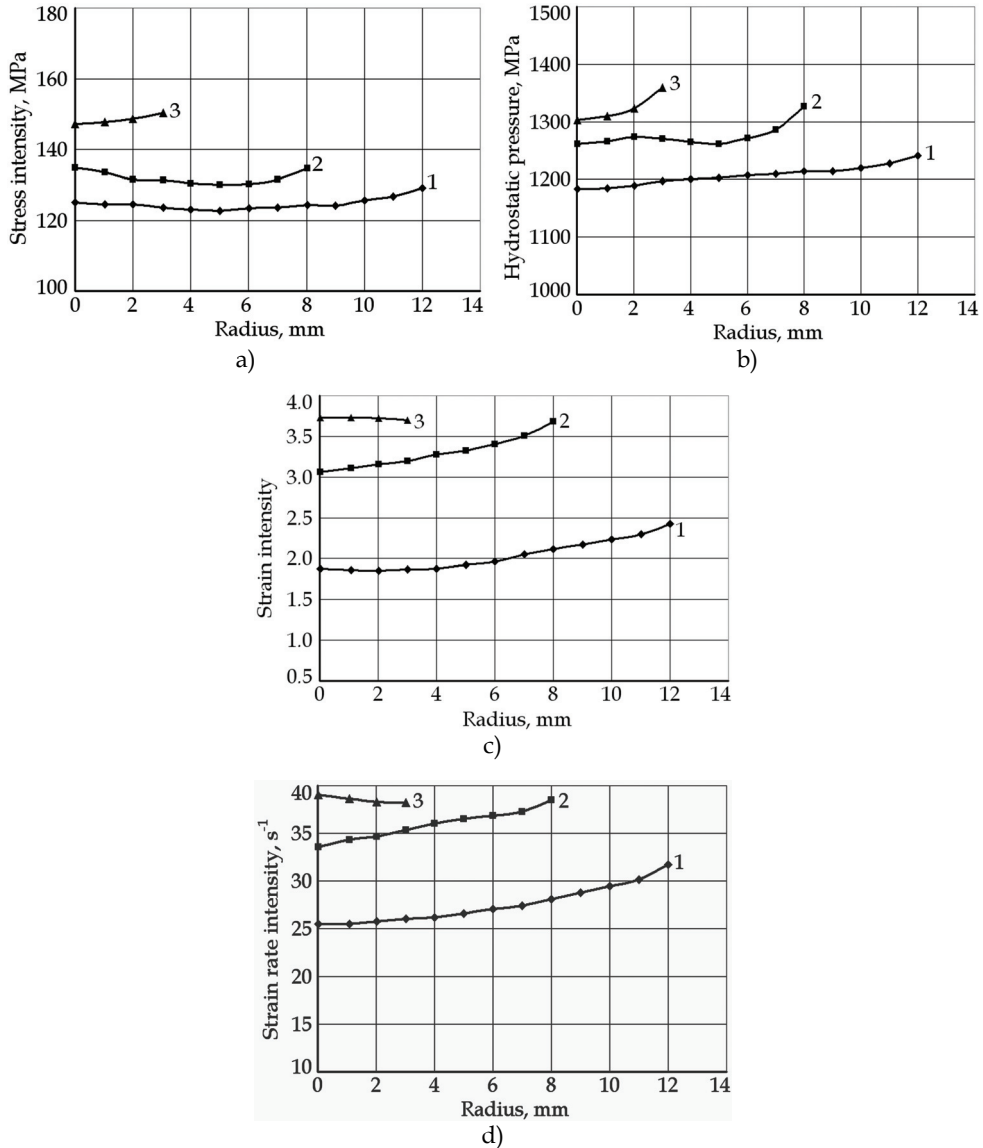 180
160
140
120
100
Stress intensity, MPa
3
2
1
0 2 4 6 8 10 12 14
Radius, mm
a)
1500
1400
1300
1200
1100
1000
Hydrostatic pressure, MPa
3
2
1
0 2 4 6 8 10 12 14
Radius, mm
b)
4.0
3.5
3.0
2.5
2.0
1.5
1.0
0.5
Strain intensity
3
2
1
0 2 4 6 8 10 12 14
Radius, mm
c)
40
35
30
25
20
15
10
Strain rate intensity, s⁻¹
3
2
1
0 2 4 6 8 10 12 14
Radius, mm
d)